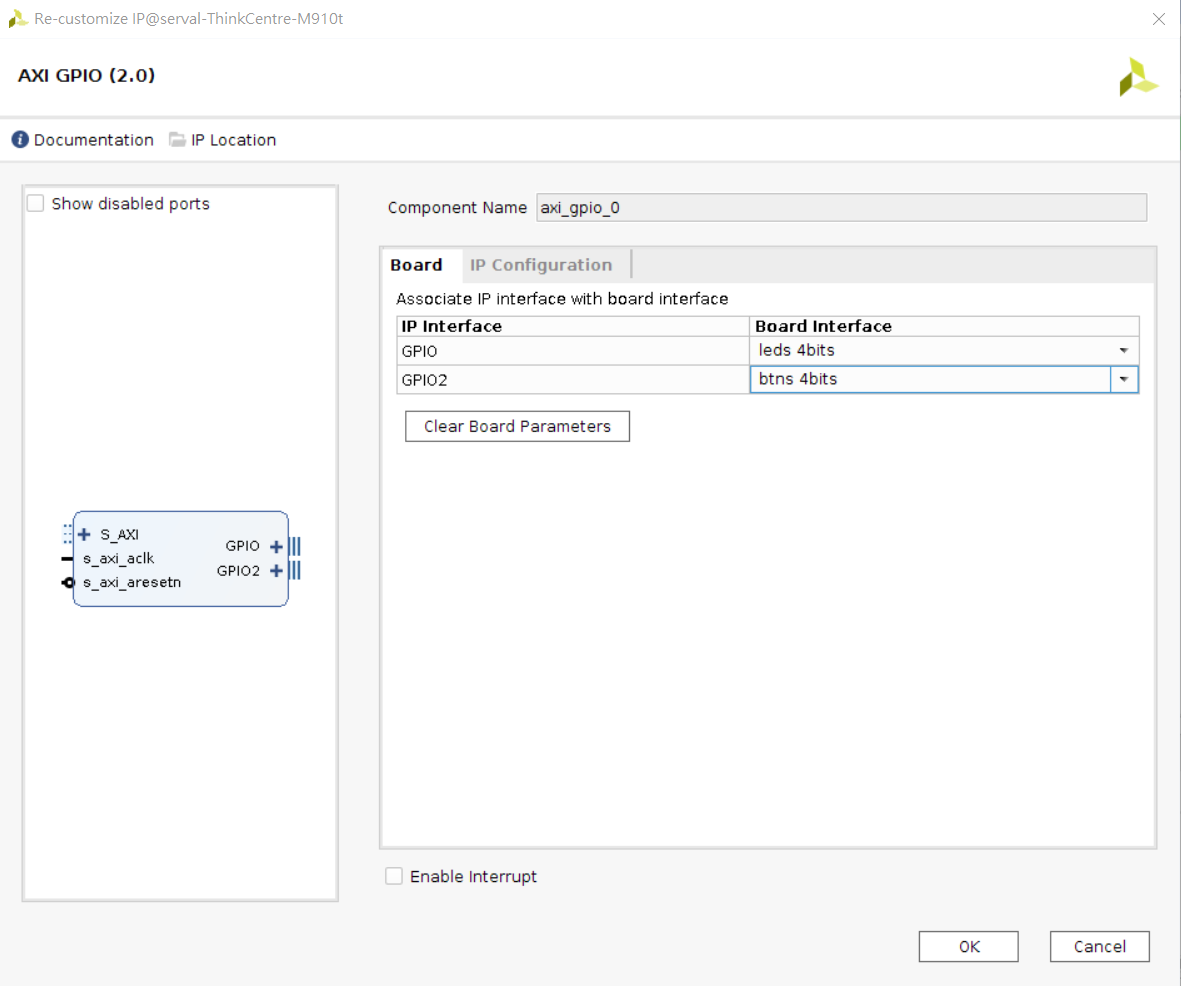 Re-customize IP@serval-ThinkCentre-M910t
AXI GPIO (2.0)
Documentation IP Location
Show disabled ports
S_AXI
s_axi_aclk
s_axi_aresetn
GPIO
GPIO2
Component Name axi_gpio_0
Board IP Configuration
Associate IP interface with board interface
IP Interface Board Interface
GPIO leds 4bits
GPIO2 btns 4bits
Clear Board Parameters
Enable Interrupt
OK Cancel